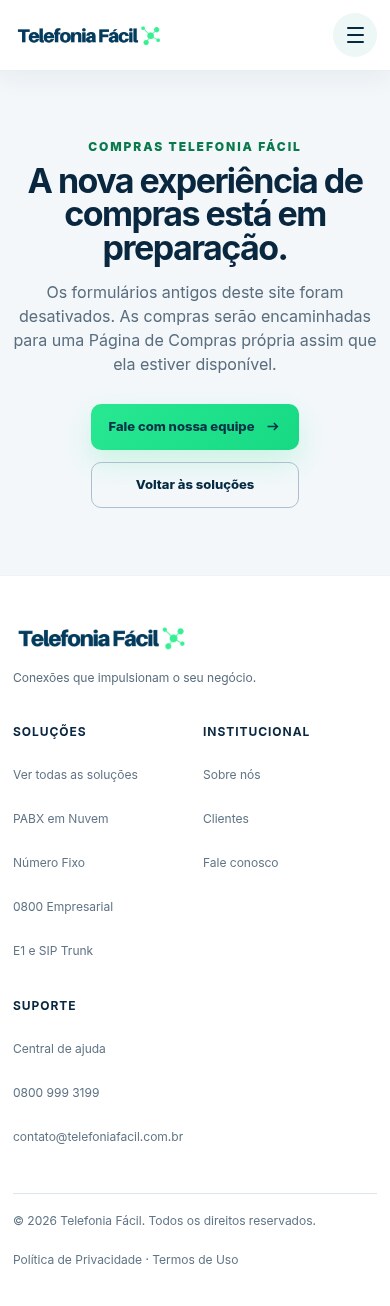 Telefonia Fácil
COMPRAS TELEFONIA FÁCIL
A nova experiência de
compras está em
preparação.
Os formulários antigos deste site foram
desativados. As compras serão encaminhadas
para uma Página de Compras própria assim que
ela estiver disponível.
Fale com nossa equipe →
Voltar às soluções
Telefonia Fácil
Conexões que impulsionam o seu negócio.
SOLUÇÕES
Ver todas as soluções
PABX em Nuvem
Número Fixo
0800 Empresarial
E1 e SIP Trunk
INSTITUCIONAL
Sobre nós
Clientes
Fale conosco
SUPORTE
Central de ajuda
0800 999 3199
contato@telefoniafacil.com.br
© 2026 Telefonia Fácil. Todos os direitos reservados.
Política de Privacidade · Termos de Uso